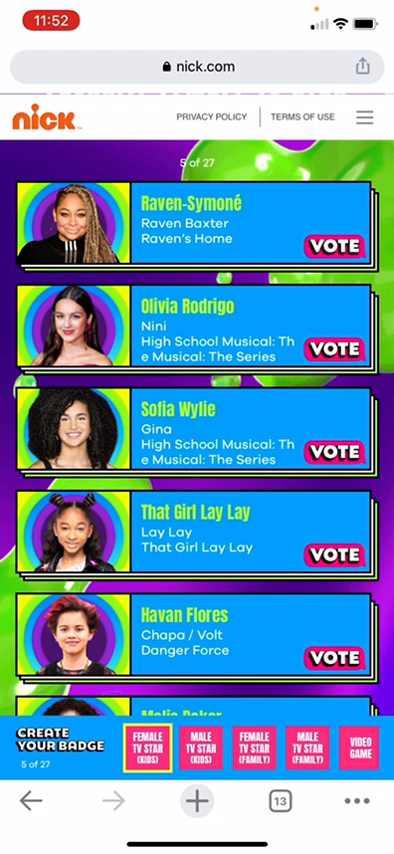 11:52
nick.com
nick
PRIVACY POLICY
TERMS OF USE
5 of 27
Raven-Symoné
Raven Baxter
Raven's Home
VOTE
Olivia Rodrigo
Nini
High School Musical: Th
e Musical: The Series
VOTE
Sofia Wylie
Gina
High School Musical: Th
e Musical: The Series
VOTE
That Girl Lay Lay
Lay Lay
That Girl Lay Lay
VOTE
Havan Flores
Chapa / Volt
Danger Force
VOTE
CREATE
YOUR BADGE
5 of 27
FEMALE
TV STAR
(KIDS)
MALE
TV STAR
(KIDS)
FEMALE
TV STAR
(FAMILY)
MALE
TV STAR
(FAMILY)
VIDEO
GAME
13